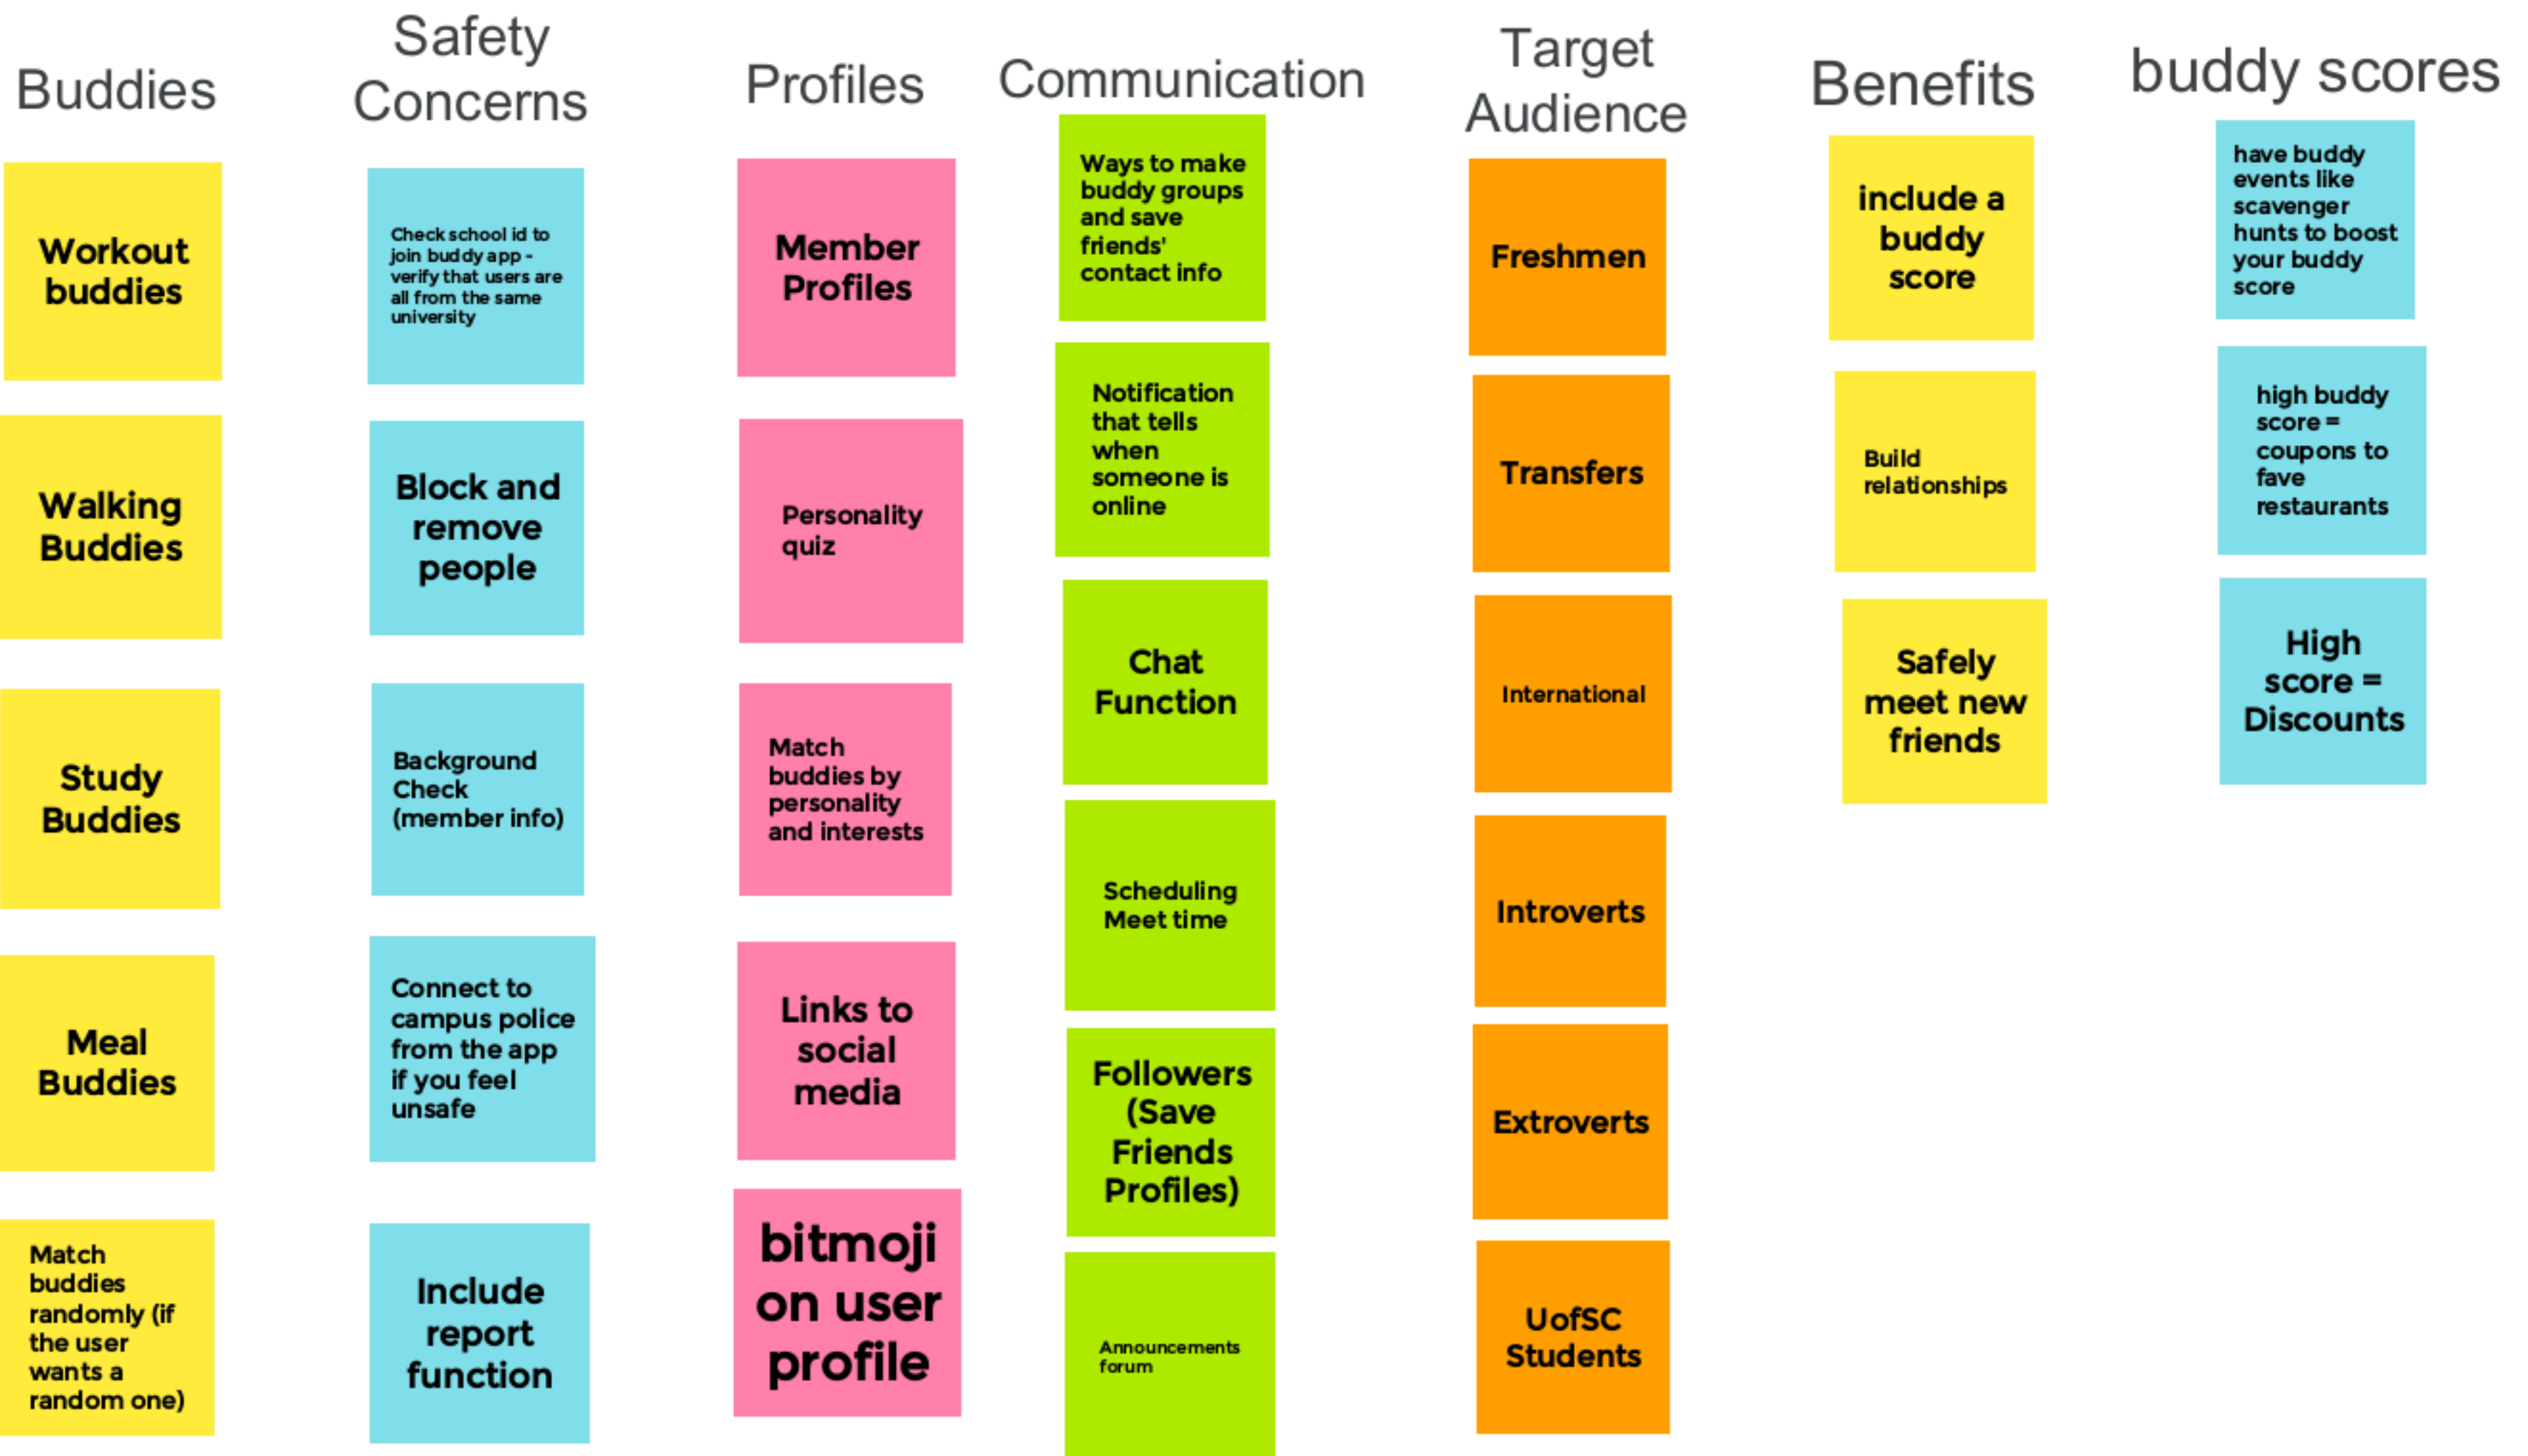 Buddies
Workout
buddies
Walking
Buddies
Study
Buddies
Meal
Buddies
Match
buddies
randomly (if
the user
wants a
random one)
Safety
Concerns
Check school id to
join buddy app -
verify that users are
all from the same
university
Block and
remove
people
Background
Check
(member info)
Connect to
campus police
from the app
if you feel
unsafe
Include
report
function
Profiles
Member
Profiles
Personality
quiz
Match
buddies by
personality
and interests
Links to
social
media
bitmoji
on user
profile
Communication
Ways to make
buddy groups
and save
friends'
contact info
Notification
that tells
when
someone is
online
Chat
Function
Scheduling
Meet time
Followers
(Save
Friends
Profiles)
Announcements
forum
Target
Audience
Freshmen
Transfers
International
Introverts
Extroverts
UofSC
Students
Benefits
include a
buddy
score
Build
relationships
Safely
meet new
friends
buddy scores
have buddy
events like
scavenger
hunts to boost
your buddy
score
high buddy
score =
coupons to
fave
restaurants
High
score =
Discounts